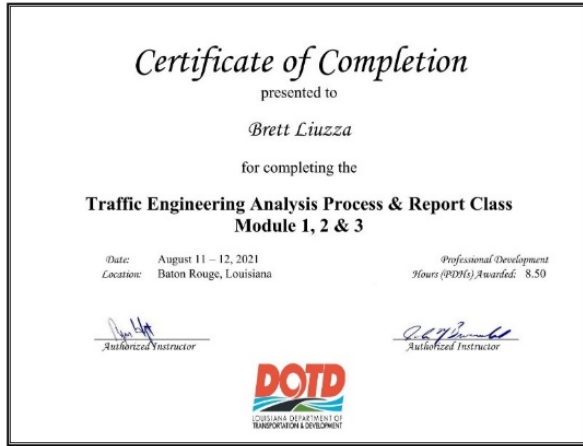 Certificate of Completion
presented to
Brett Liuzza
for completing the
Traffic Engineering Analysis Process & Report Class
Module 1, 2 & 3
Date: August 11 – 12, 2021
Location: Baton Rouge, Louisiana
Professional Development
Hours (PDHs) Awarded: 8.50
Authorized Instructor
Authorized Instructor
DOTD
LOUISIANA DEPARTMENT OF
TRANSPORTATION & DEVELOPMENT